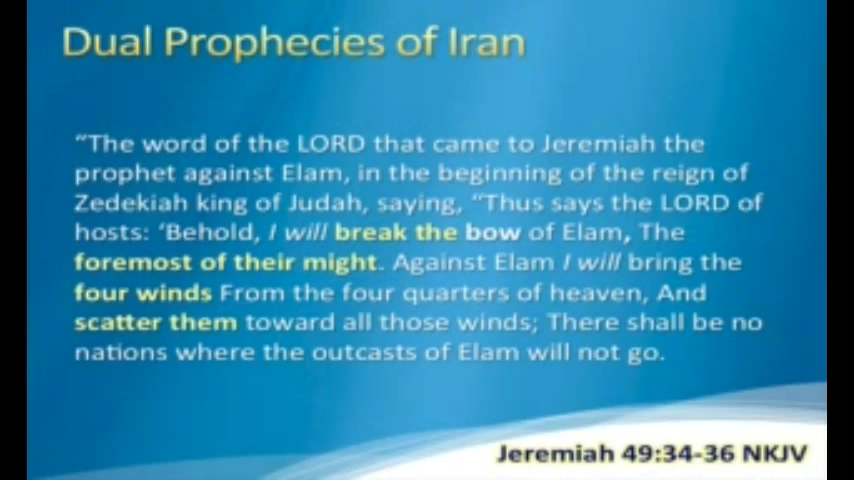 Dual Prophecies of Iran
“The word of the LORD that came to Jeremiah the
prophet against Elam, in the beginning of the reign of
Zedekiah king of Judah, saying, “Thus says the LORD of
hosts: ‘Behold, I will break the bow of Elam, The
foremost of their might. Against Elam I will bring the
four winds From the four quarters of heaven, And
scatter them toward all those winds; There shall be no
nations where the outcasts of Elam will not go.
Jeremiah 49:34-36 NKJV